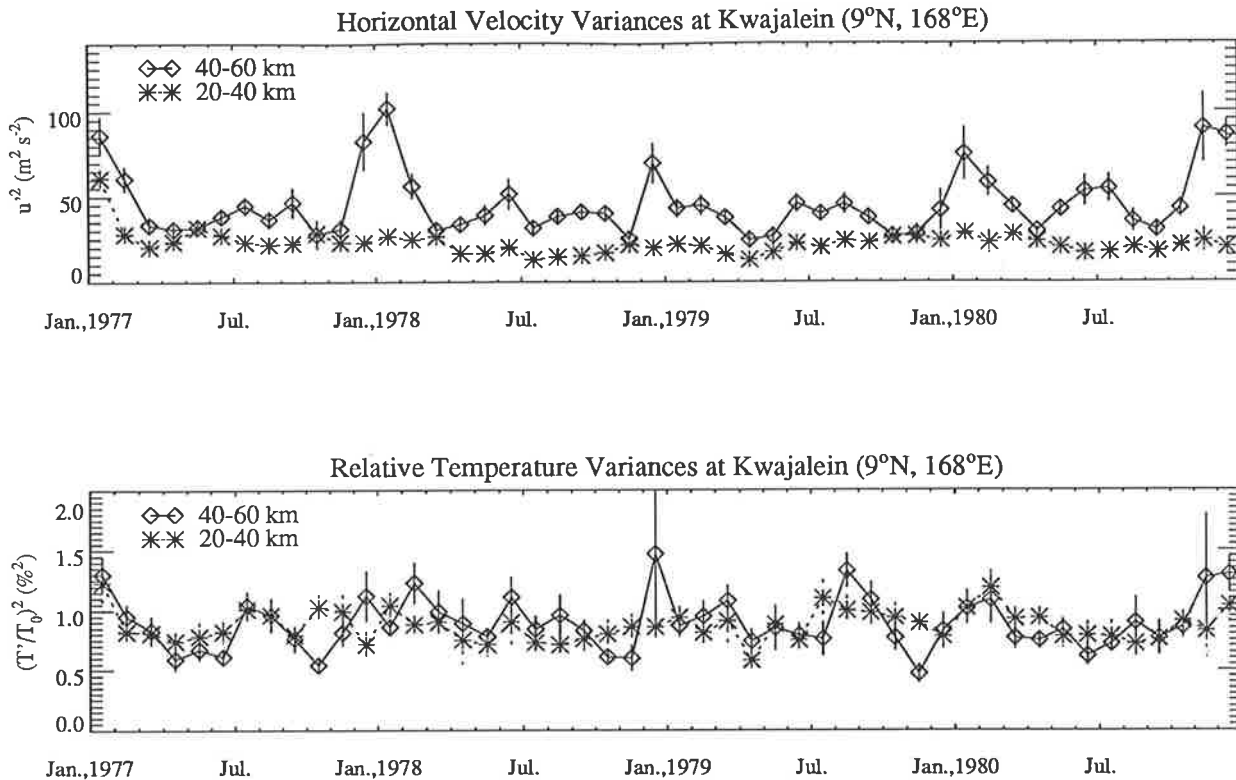 Horizontal Velocity Variances at Kwajalein (9°N, 168°E)
40-60 km
20-40 km
100
50
0
u'² (m² s⁻²)
Jan.,1977 Jul. Jan.,1978 Jul. Jan.,1979 Jul. Jan.,1980 Jul.
Relative Temperature Variances at Kwajalein (9°N, 168°E)
40-60 km
20-40 km
2.0
1.5
1.0
0.5
0.0
(T'/T₀)² (%²)
Jan.,1977 Jul. Jan.,1978 Jul. Jan.,1979 Jul. Jan.,1980 Jul.